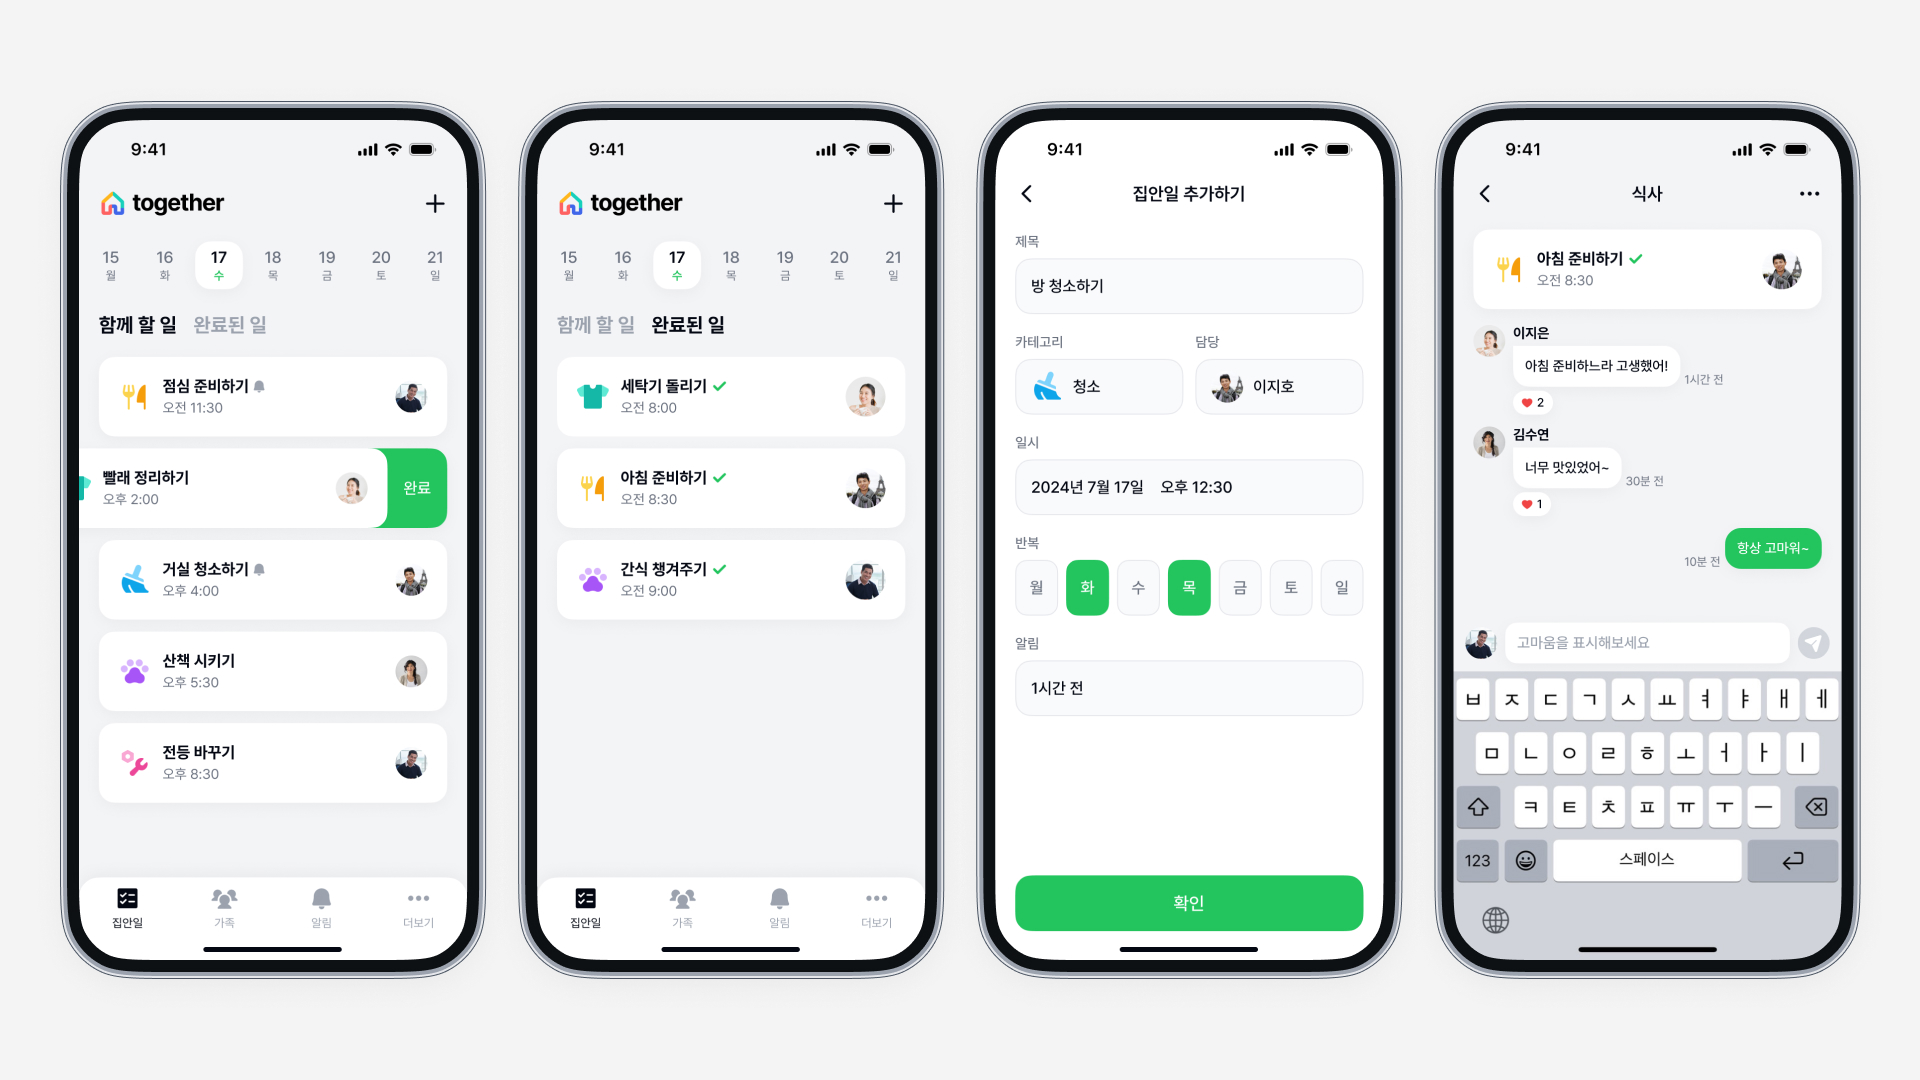 9:41
together
15 16 17 18 19 20 21
월 화 수 목 금 토 일
함께 할 일 완료된 일
점심 준비하기
오전 11:30
빨래 정리하기
오후 2:00
완료
거실 청소하기
오후 4:00
산책 시키기
오후 5:30
전등 바꾸기
오후 8:30
집안일 가족 알림 더보기
9:41
together
15 16 17 18 19 20 21
월 화 수 목 금 토 일
함께 할 일 완료된 일
세탁기 돌리기
오전 8:00
아침 준비하기
오전 8:30
간식 챙겨주기
오전 9:00
집안일 가족 알림 더보기
9:41
집안일 추가하기
제목
방 청소하기
카테고리 담당
청소 이지호
일시
2024년 7월 17일 오후 12:30
반복
월 화 수 목 금 토 일
알림
1시간 전
확인
9:41
식사
아침 준비하기
오전 8:30
이지은
아침 준비하느라 고생했어!
1시간 전
2
김수연
너무 맛있었어~
30분 전
1
항상 고마워~
10분 전
고마움을 표시해보세요
ㅂ ㅈ ㄷ ㄱ ㅅ ㅛ ㅕ ㅑ ㅐ ㅔ
ㅁ ㄴ ㅇ ㄹ ㅎ ㅗ ㅓ ㅏ ㅣ
ㅋ ㅌ ㅊ ㅍ ㅠ ㅜ ㅡ
123 스페이스